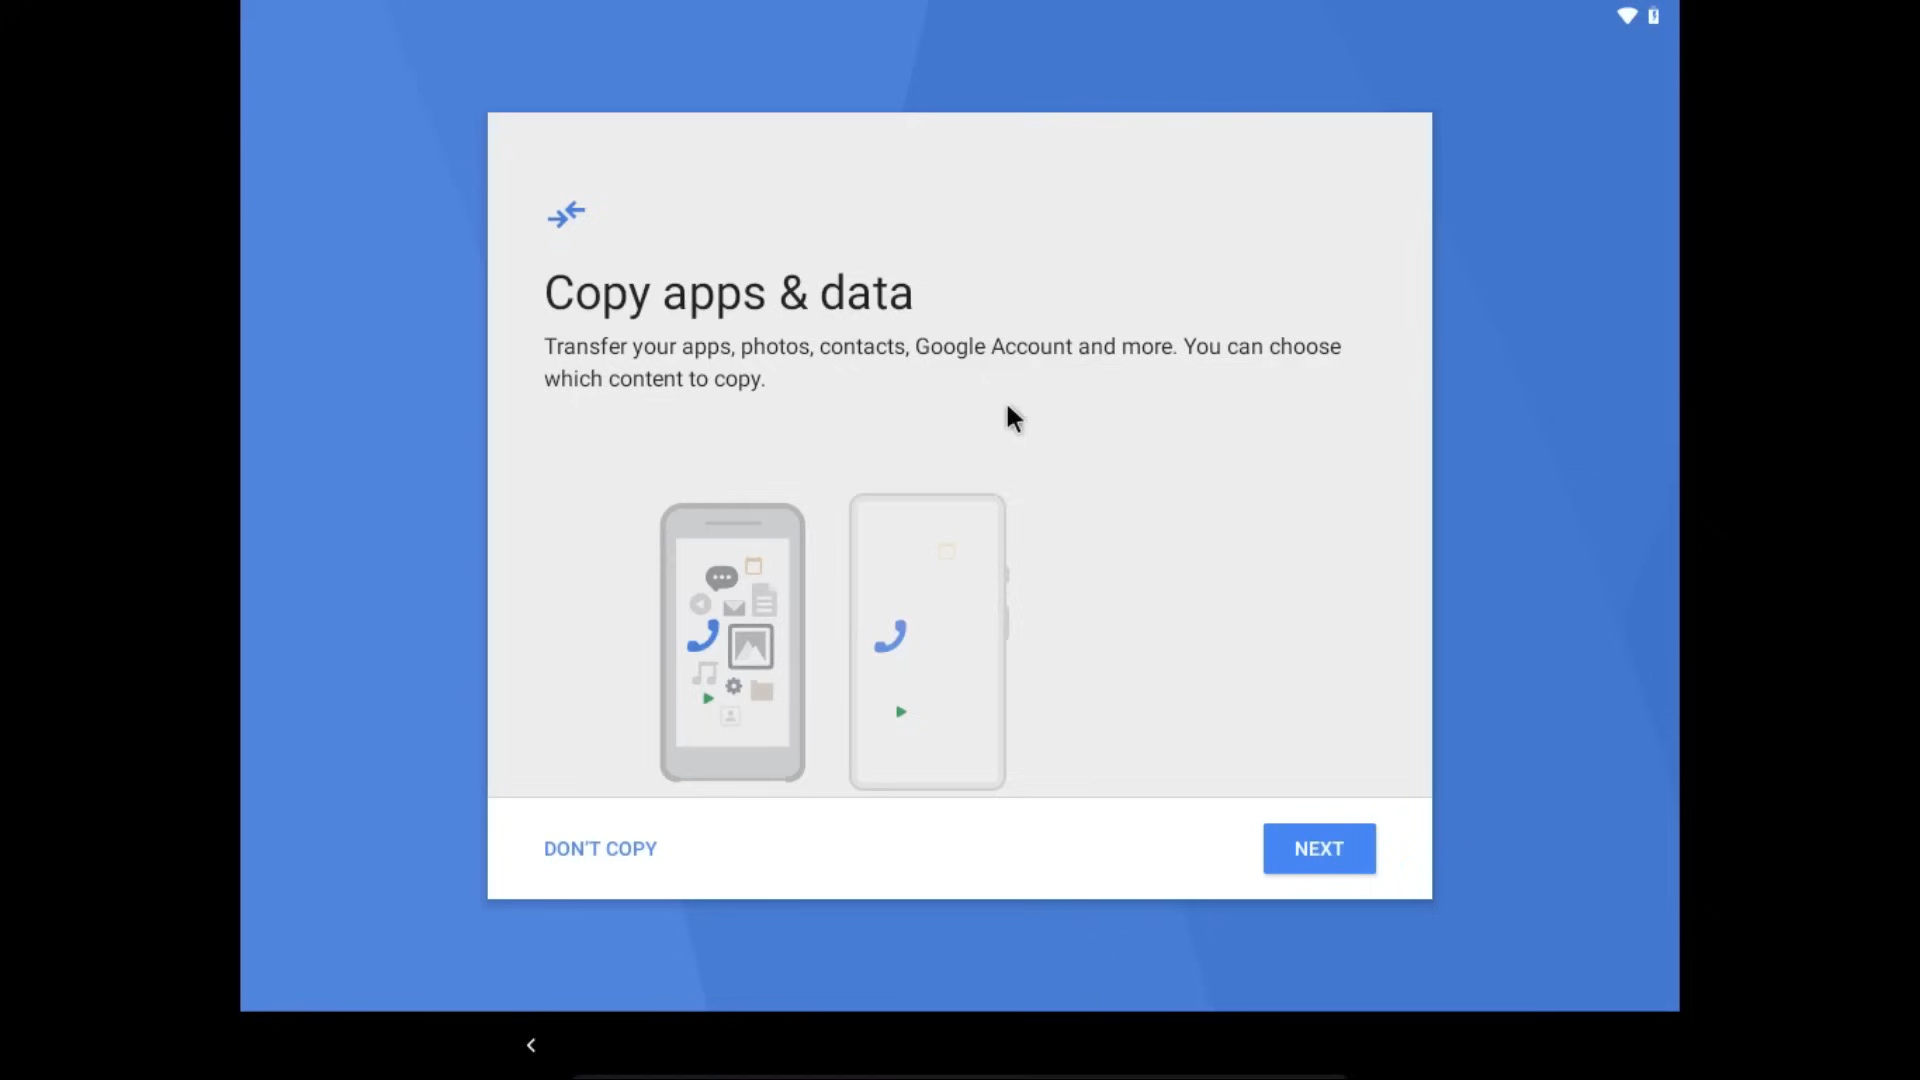 Copy apps & data
Transfer your apps, photos, contacts, Google Account and more. You can choose
which content to copy.
DON'T COPY
NEXT